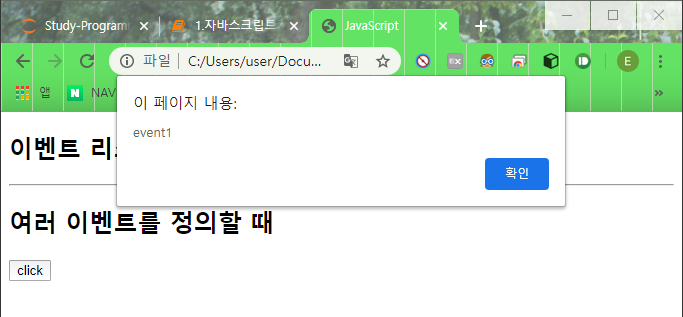 Study-Program
1.자바스크립트
JavaScript
파일 | C:/Users/user/Docu...
E
앱
NAV
»
이 페이지 내용:
event1
확인
이벤트
여러 이벤트를 정의할 때
click